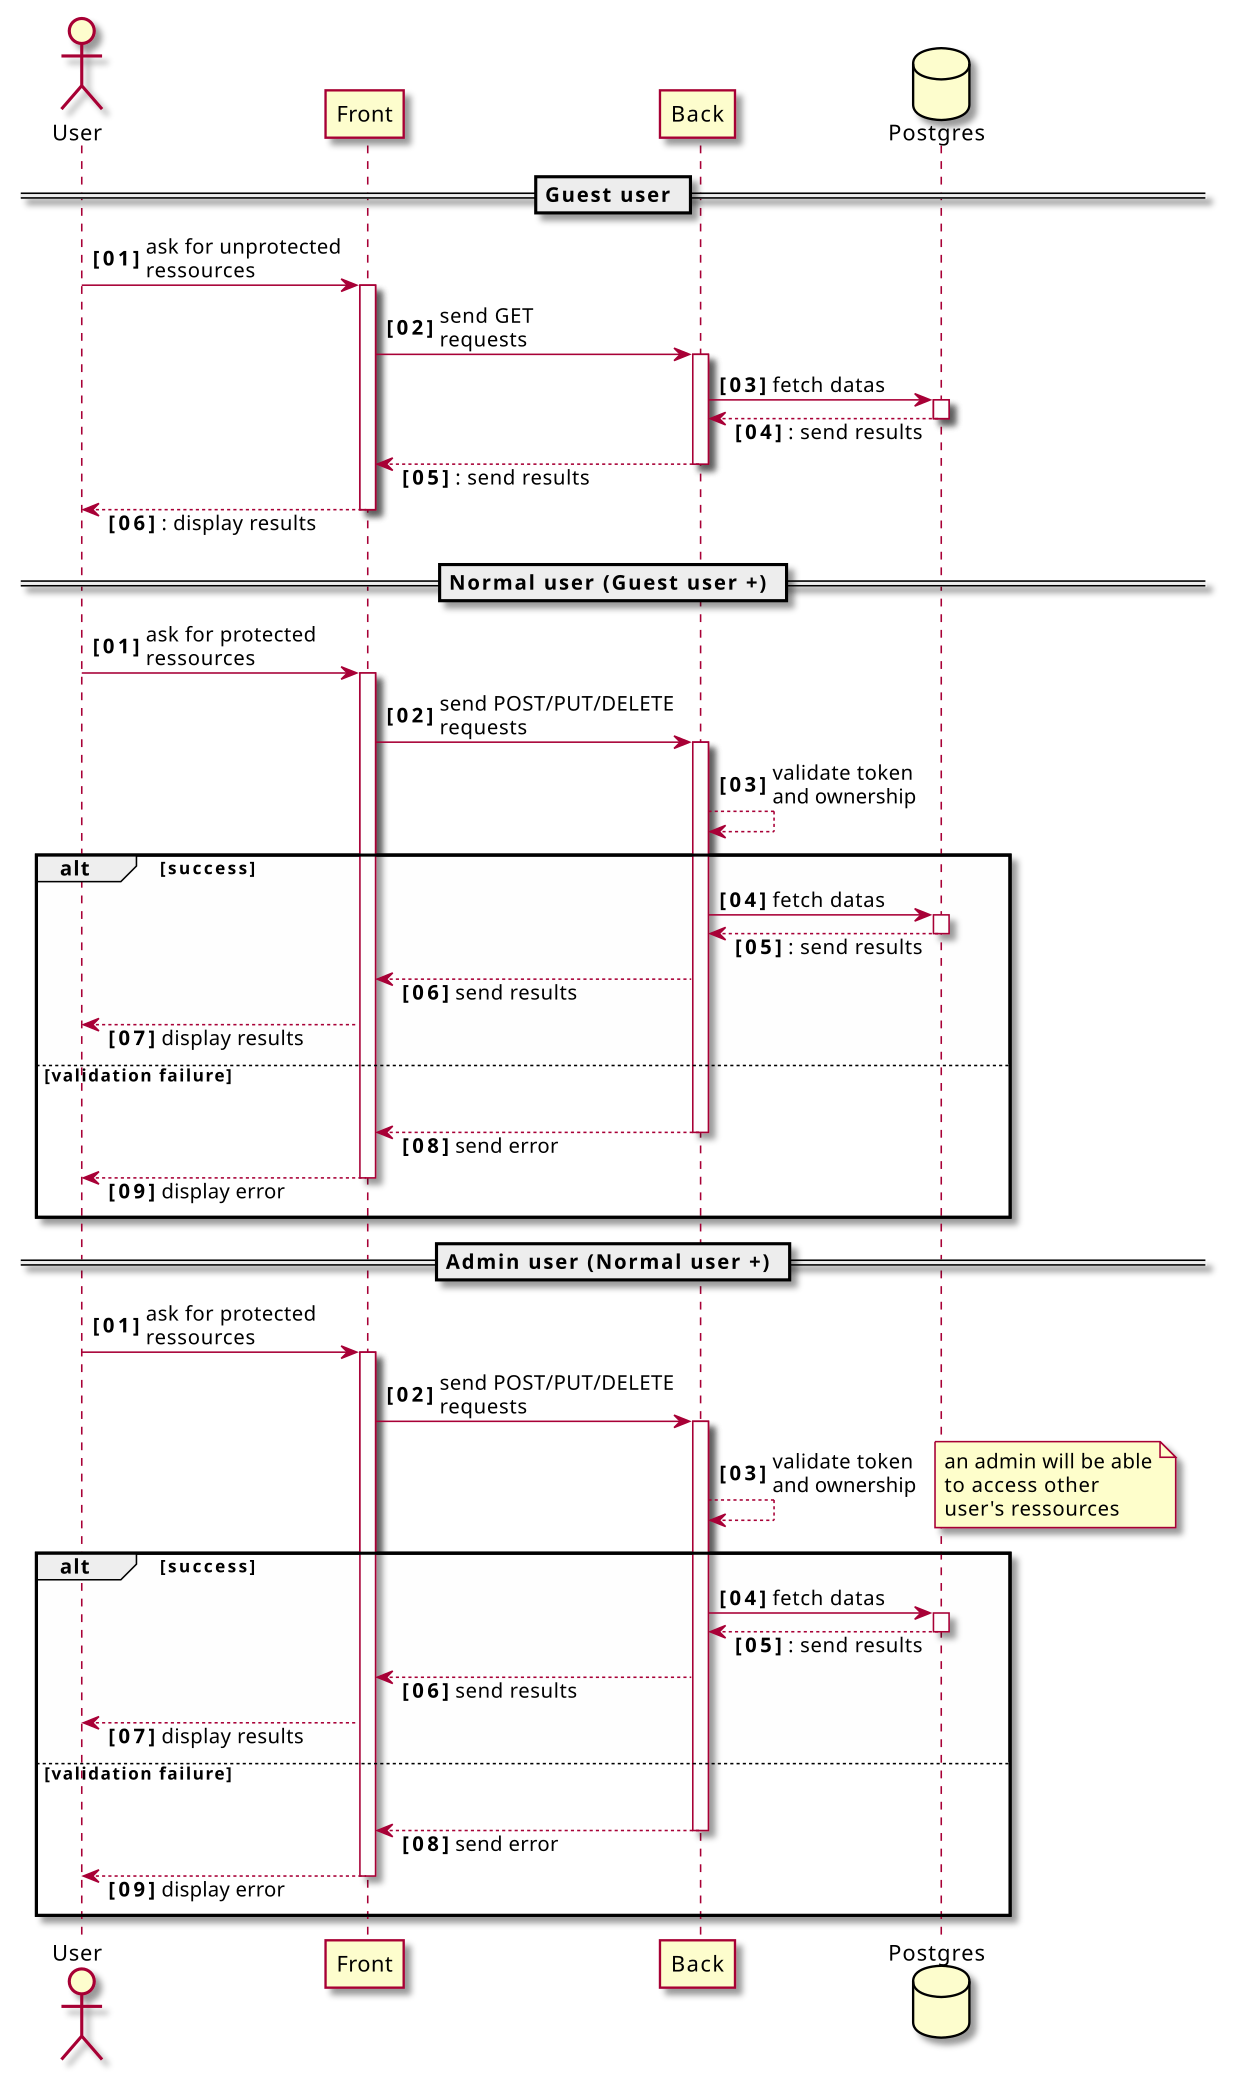 User
Front
Back
Postgres
Guest user
[01] ask for unprotected
ressources
[02] send GET
requests
[03] fetch datas
[04] : send results
[05] : send results
[06] : display results
Normal user (Guest user +)
[01] ask for protected
ressources
[02] send POST/PUT/DELETE
requests
[03] validate token
and ownership
alt [success]
[04] fetch datas
[05] : send results
[06] send results
[07] display results
[validation failure]
[08] send error
[09] display error
Admin user (Normal user +)
[01] ask for protected
ressources
[02] send POST/PUT/DELETE
requests
[03] validate token
and ownership
an admin will be able
to access other
user's ressources
alt [success]
[04] fetch datas
[05] : send results
[06] send results
[07] display results
[validation failure]
[08] send error
[09] display error
User
Front
Back
Postgres